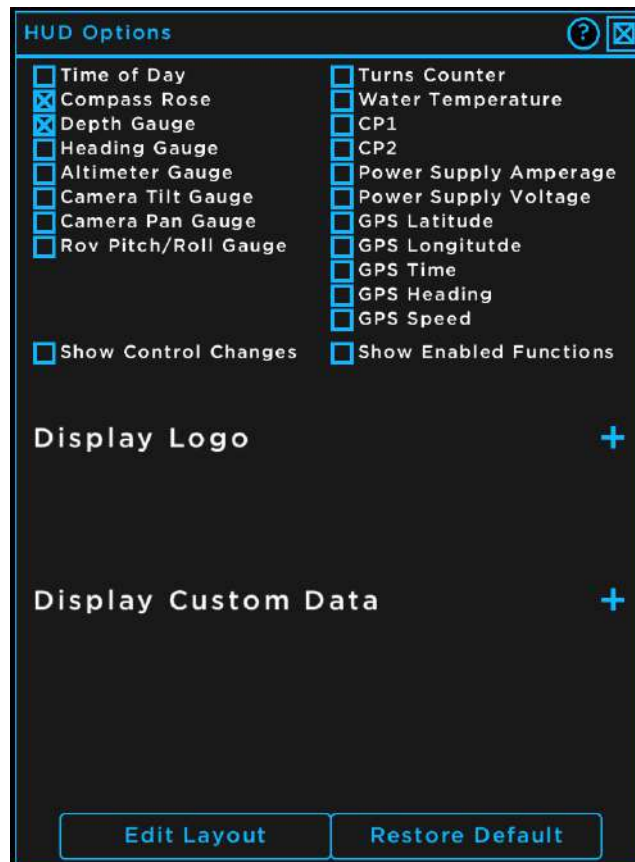 HUD Options
?
Time of Day
Compass Rose
Depth Gauge
Heading Gauge
Altimeter Gauge
Camera Tilt Gauge
Camera Pan Gauge
Rov Pitch/Roll Gauge
Turns Counter
Water Temperature
CP1
CP2
Power Supply Amperage
Power Supply Voltage
GPS Latitude
GPS Longitutde
GPS Time
GPS Heading
GPS Speed
Show Control Changes
Show Enabled Functions
Display Logo +
Display Custom Data +
Edit Layout
Restore Default